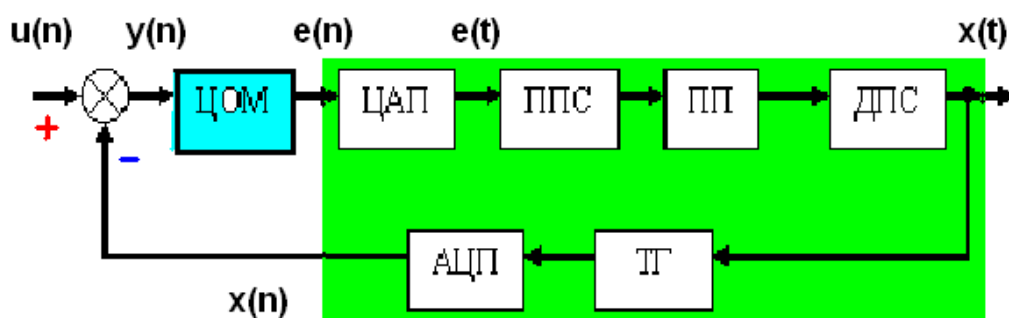 u(n) y(n) e(n) e(t) x(t)
ЦОМ ЦАП ППС ПП ДПС
+
−
АЦП ТГ
x(n)